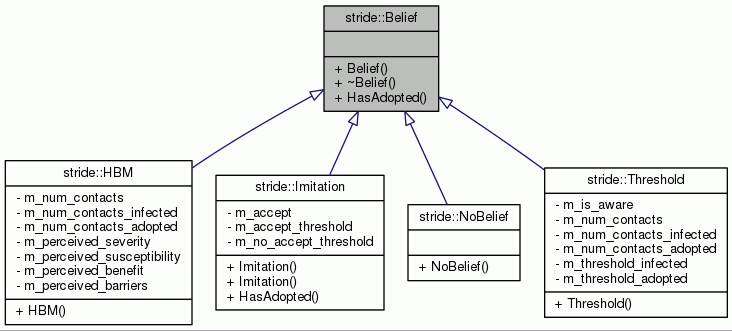 stride::Belief
+ Belief()
+ ~Belief()
+ HasAdopted()
stride::HBM
- m_num_contacts
- m_num_contacts_infected
- m_num_contacts_adopted
- m_perceived_severity
- m_perceived_susceptibility
- m_perceived_benefit
- m_perceived_barriers
+ HBM()
stride::Imitation
- m_accept
- m_accept_threshold
- m_no_accept_threshold
+ Imitation()
+ Imitation()
+ HasAdopted()
stride::NoBelief
+ NoBelief()
stride::Threshold
- m_is_aware
- m_num_contacts
- m_num_contacts_infected
- m_num_contacts_adopted
- m_threshold_infected
- m_threshold_adopted
+ Threshold()